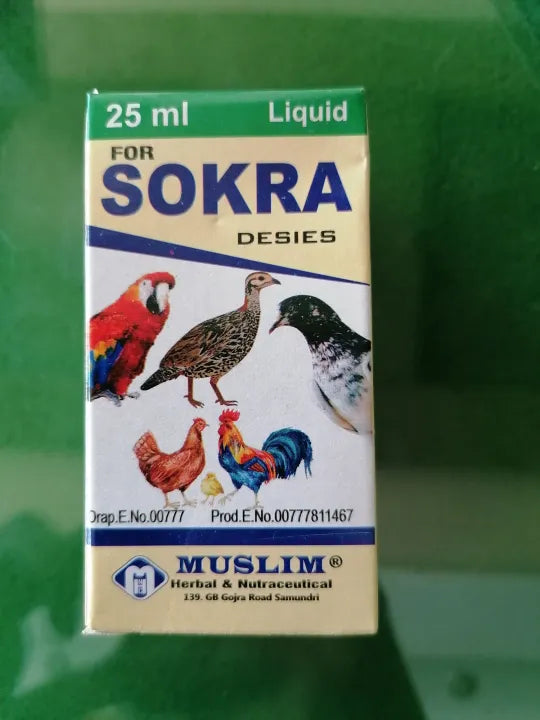 25 ml Liquid
FOR
SOKRA
DESIES
Drap.E.No.00777 Prod.E.No.00777811467
MUSLIM®
Herbal & Nutraceutical
139. GB Gojra Road Samundri